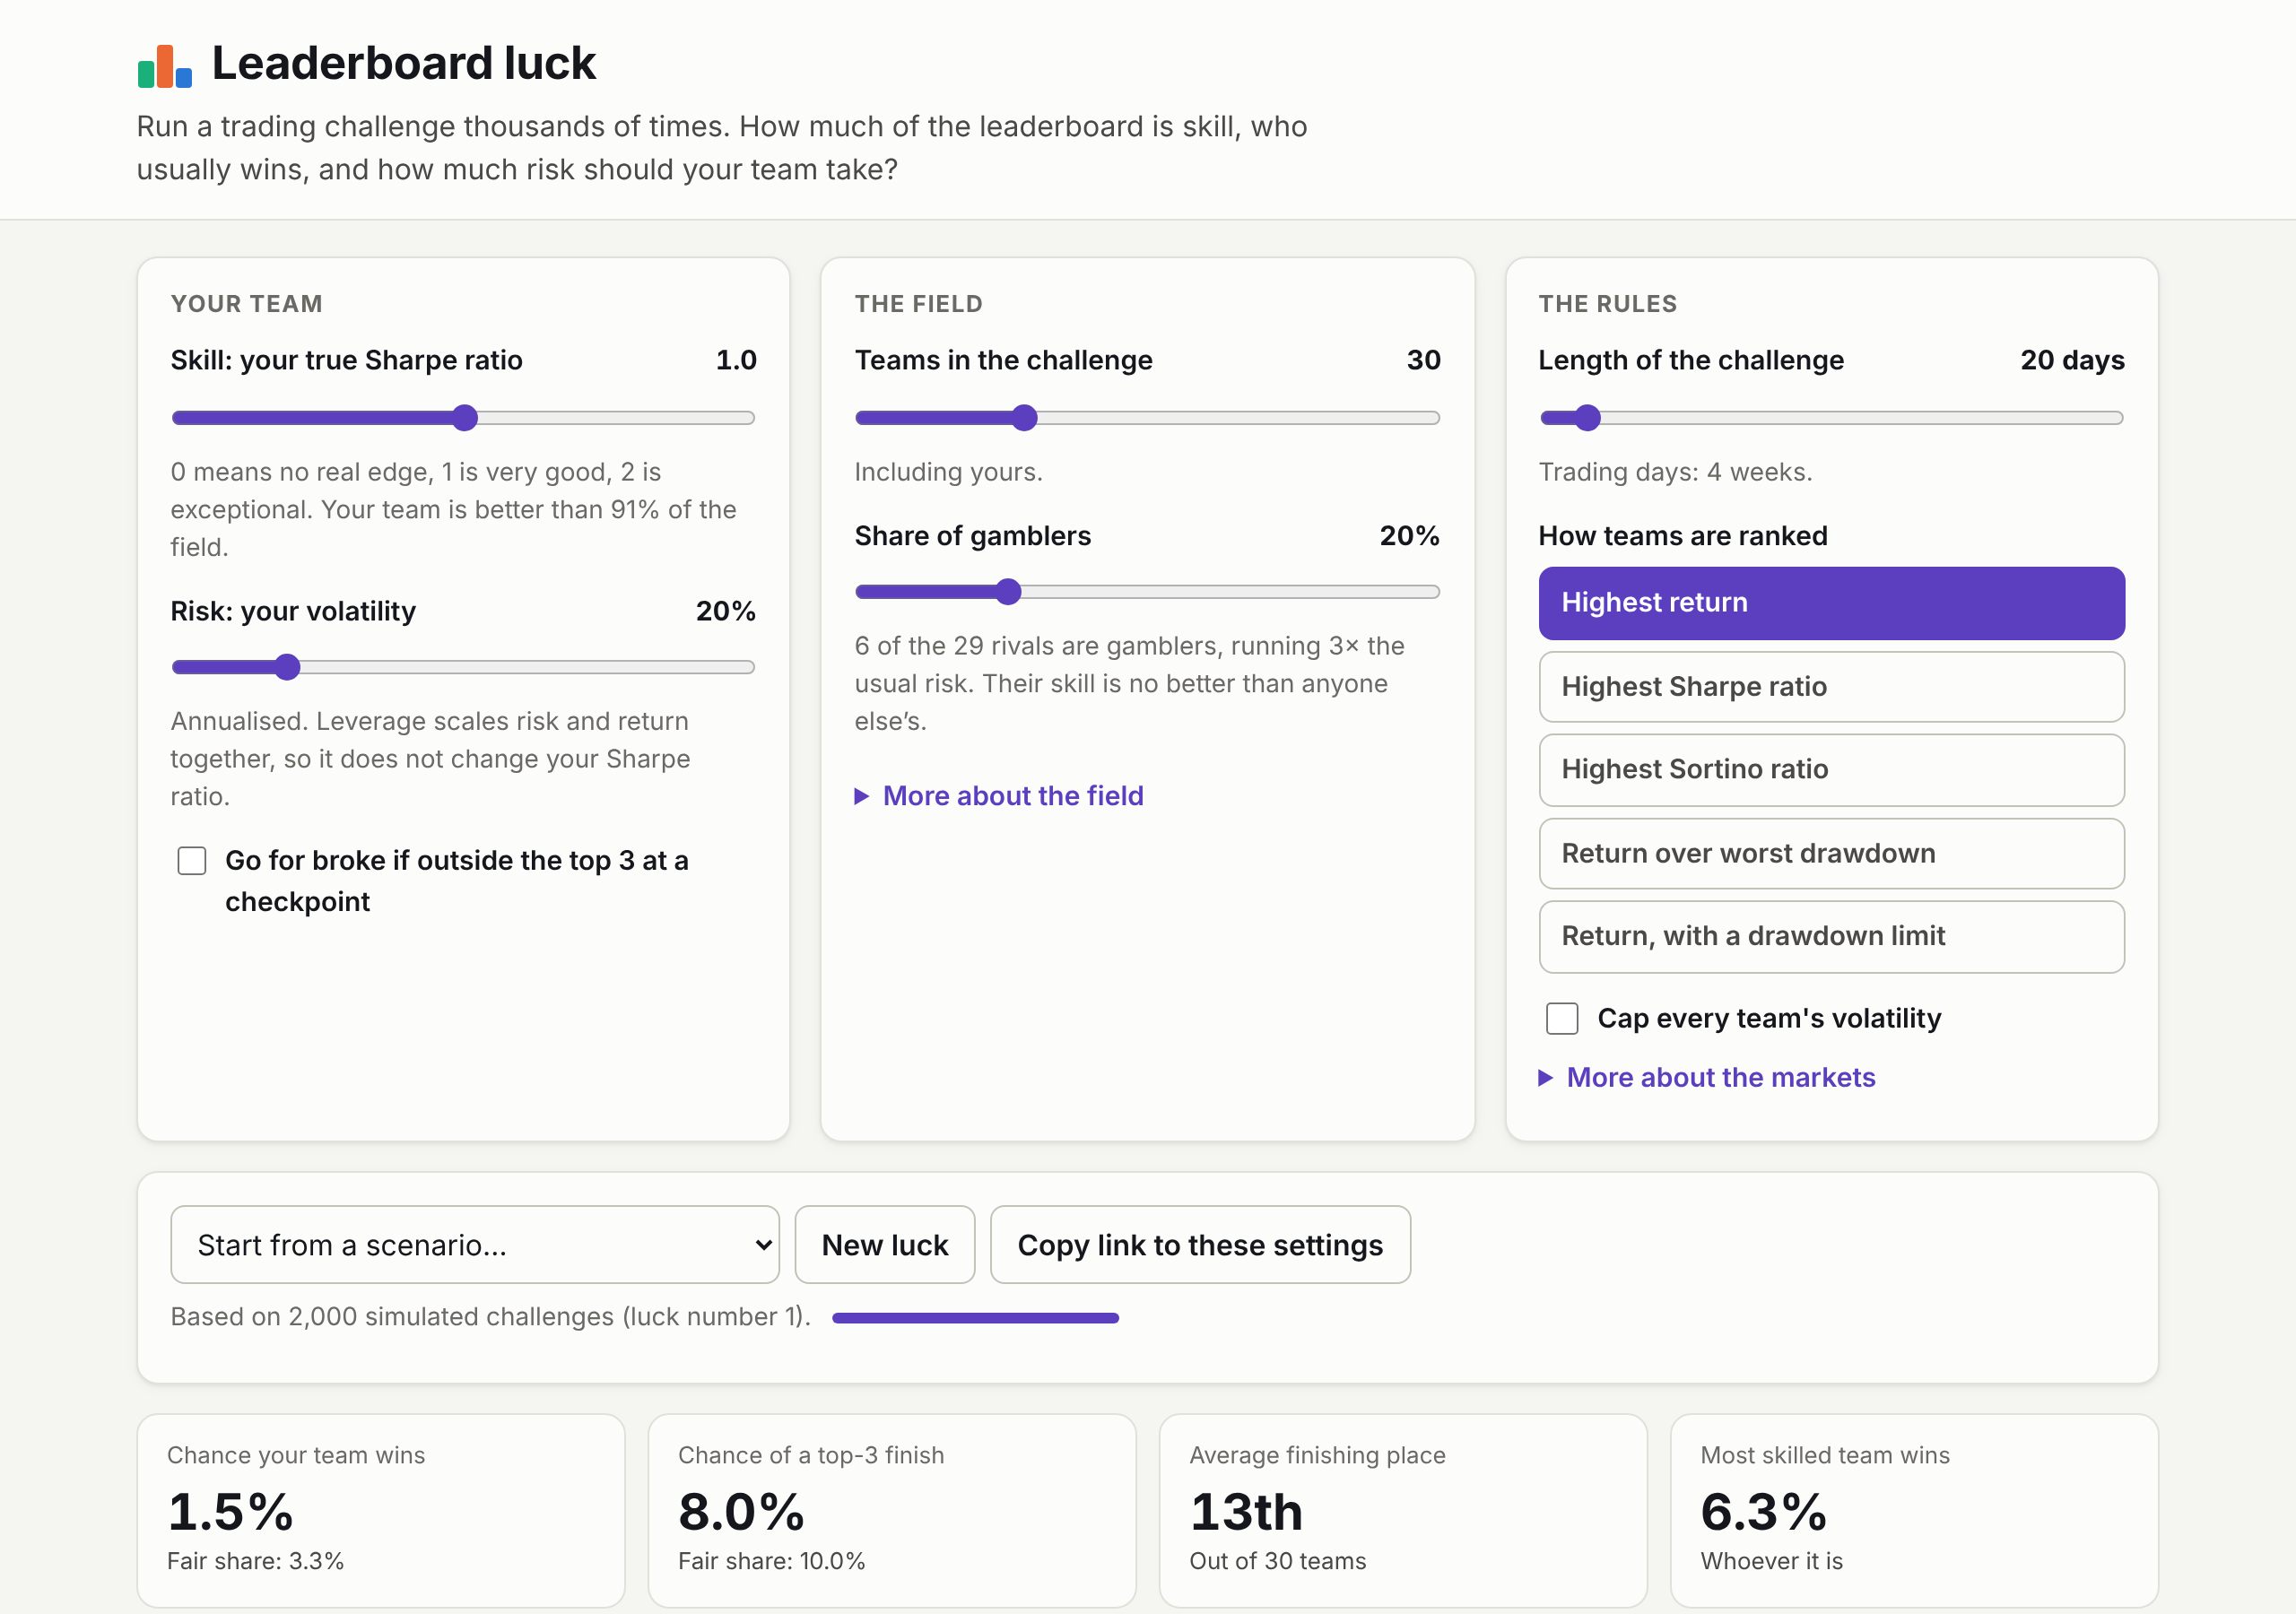 Leaderboard luck
Run a trading challenge thousands of times. How much of the leaderboard is skill, who
usually wins, and how much risk should your team take?
YOUR TEAM
Skill: your true Sharpe ratio 1.0
0 means no real edge, 1 is very good, 2 is
exceptional. Your team is better than 91% of the
field.
Risk: your volatility 20%
Annualised. Leverage scales risk and return
together, so it does not change your Sharpe
ratio.
Go for broke if outside the top 3 at a
checkpoint
THE FIELD
Teams in the challenge 30
Including yours.
Share of gamblers 20%
6 of the 29 rivals are gamblers, running 3× the
usual risk. Their skill is no better than anyone
else’s.
More about the field
THE RULES
Length of the challenge 20 days
Trading days: 4 weeks.
How teams are ranked
Highest return
Highest Sharpe ratio
Highest Sortino ratio
Return over worst drawdown
Return, with a drawdown limit
Cap every team's volatility
More about the markets
Start from a scenario...
New luck
Copy link to these settings
Based on 2,000 simulated challenges (luck number 1).
Chance your team wins
1.5%
Fair share: 3.3%
Chance of a top-3 finish
8.0%
Fair share: 10.0%
Average finishing place
13th
Out of 30 teams
Most skilled team wins
6.3%
Whoever it is